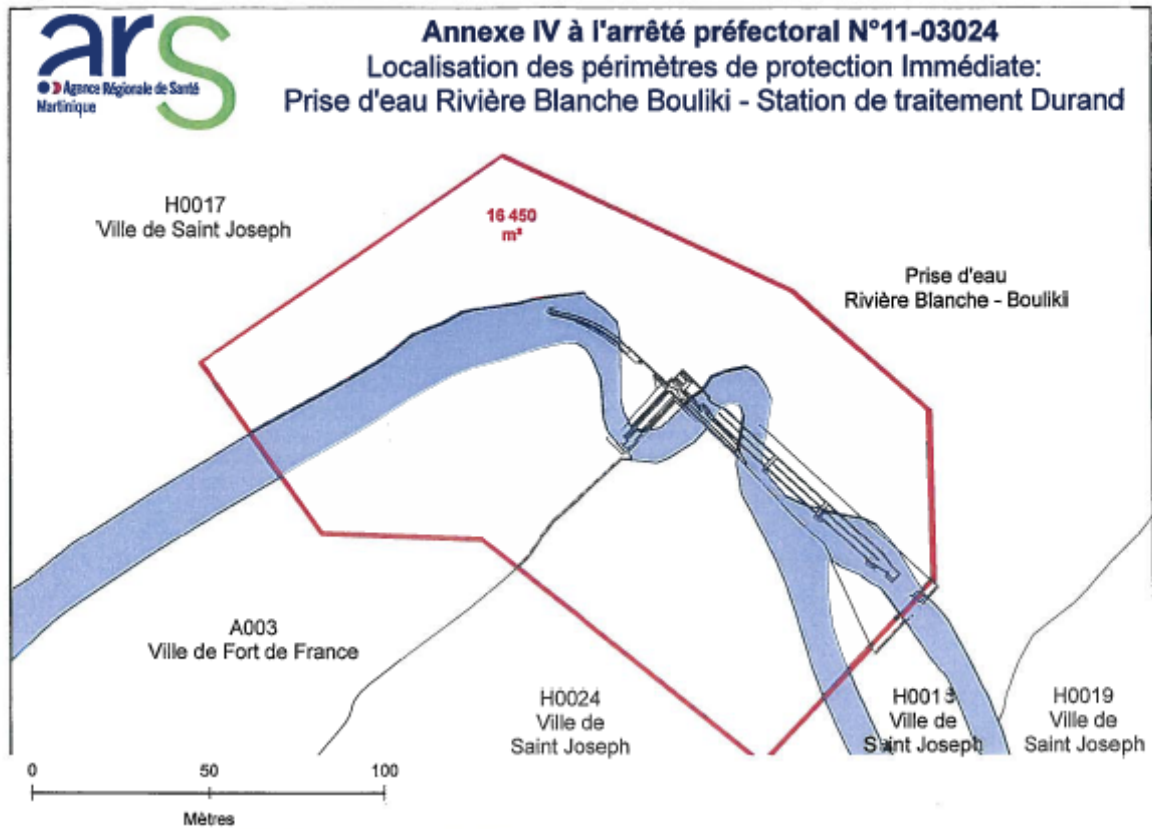 Annexe IV à l'arrêté préfectoral N°11-03024
Localisation des périmètres de protection Immédiate:
Prise d'eau Rivière Blanche Bouliki - Station de traitement Durand
ars
Agence Régionale de Santé
Martinique
H0017
Ville de Saint Joseph
16 450
m²
Prise d'eau
Rivière Blanche - Bouliki
A003
Ville de Fort de France
H0024
Ville de
Saint Joseph
Ville de
Saint Joseph
H0019
Ville de
Saint Joseph
0 50 100
Mètres